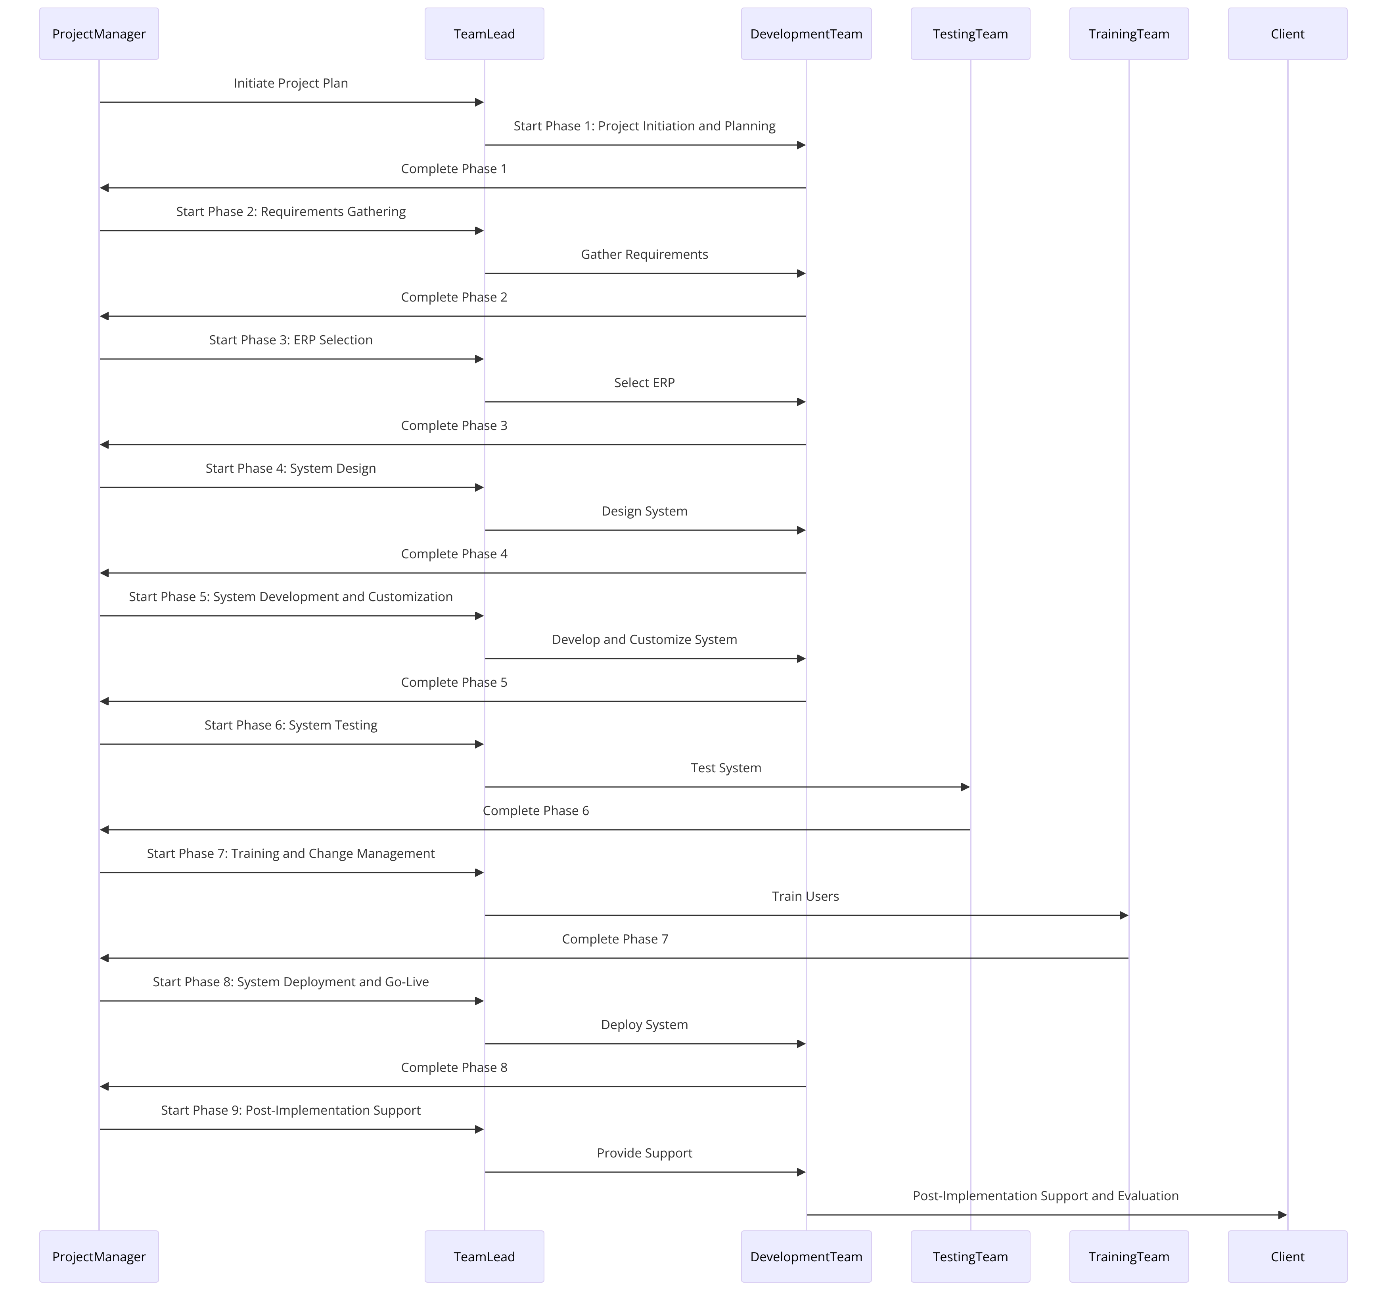 ProjectManager
TeamLead
DevelopmentTeam
TestingTeam
TrainingTeam
Client
Initiate Project Plan
Start Phase 1: Project Initiation and Planning
Complete Phase 1
Start Phase 2: Requirements Gathering
Gather Requirements
Complete Phase 2
Start Phase 3: ERP Selection
Select ERP
Complete Phase 3
Start Phase 4: System Design
Design System
Complete Phase 4
Start Phase 5: System Development and Customization
Develop and Customize System
Complete Phase 5
Start Phase 6: System Testing
Test System
Complete Phase 6
Start Phase 7: Training and Change Management
Train Users
Complete Phase 7
Start Phase 8: System Deployment and Go-Live
Deploy System
Complete Phase 8
Start Phase 9: Post-Implementation Support
Provide Support
Post-Implementation Support and Evaluation
ProjectManager
TeamLead
DevelopmentTeam
TestingTeam
TrainingTeam
Client